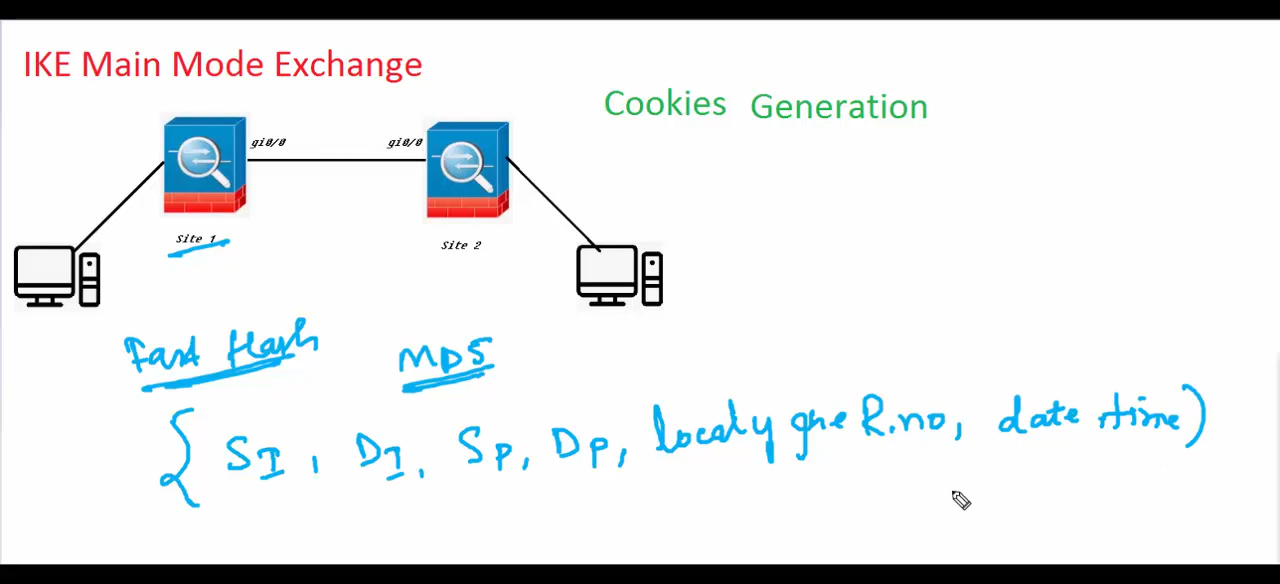 IKE Main Mode Exchange
Cookies Generation
gi0/0 gi0/0
Site 1
Site 2
Fast Hash MD5
{ SI, DI, SP, DP, localy gne R.no, date time)